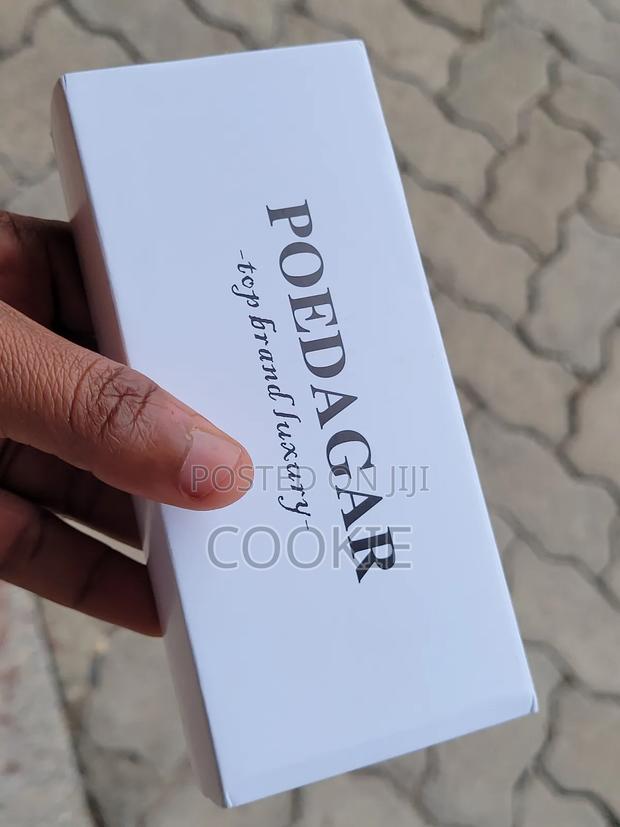 POEDAGAR
-top brand luxury-
POSTED ON JIJI
COOKIE